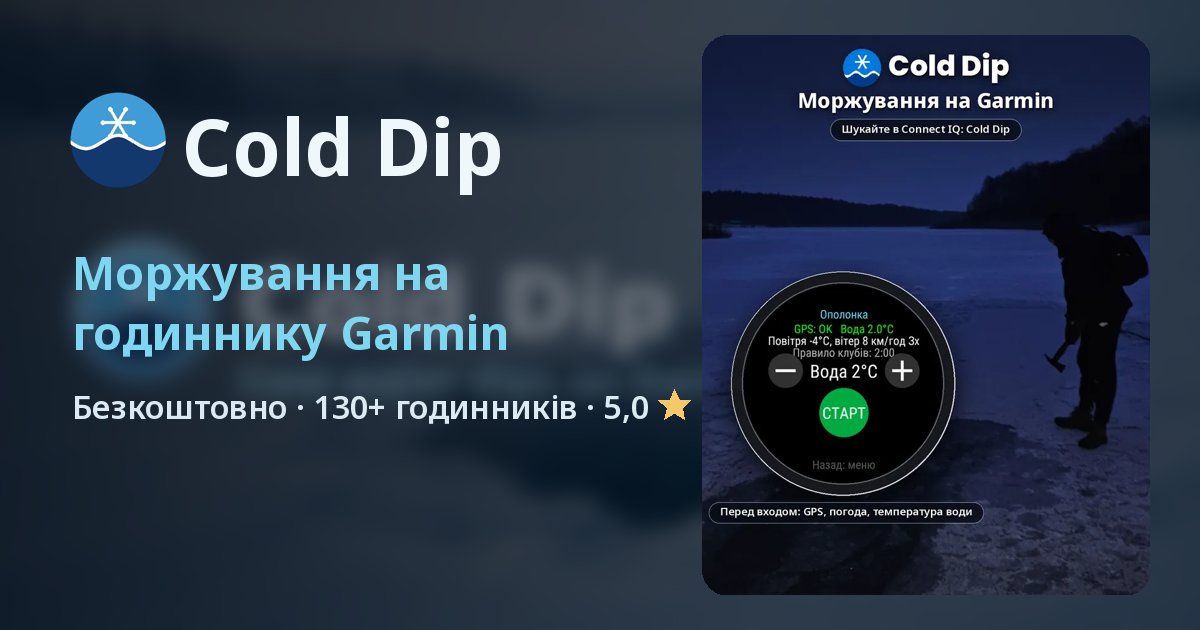 Cold Dip
Моржування на
годиннику Garmin
Безкоштовно · 130+ годинників · 5,0
Cold Dip
Моржування на Garmin
Шукайте в Connect IQ: Cold Dip
Ополонка
GPS: OK Вода 2.0°C
Повітря -4°C, вітер 8 км/год Зх
Правило клубів: 2:00
Вода 2°C
СТАРТ
Назад: меню
Перед входом: GPS, погода, температура води